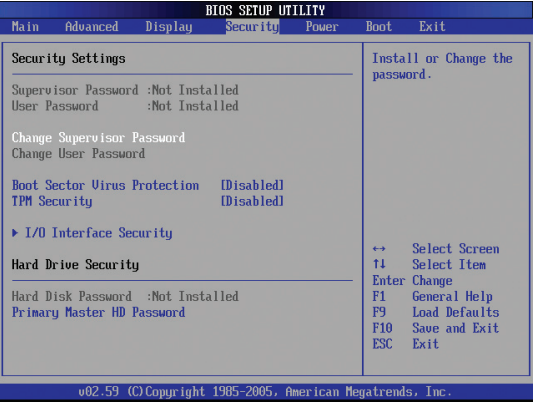 BIOS SETUP UTILITY
Main Advanced Display Security Power Boot Exit
Security Settings
Supervisor Password :Not Installed
User Password :Not Installed
Change Supervisor Password
Change User Password
Boot Sector Virus Protection [Disabled]
TPM Security [Disabled]
▶ I/O Interface Security
Hard Drive Security
Hard Disk Password :Not Installed
Primary Master HD Password
Install or Change the
password.
↔ Select Screen
↑↓ Select Item
Enter Change
F1 General Help
F9 Load Defaults
F10 Save and Exit
ESC Exit
v02.59 (C)Copyright 1985-2005, American Megatrends, Inc.